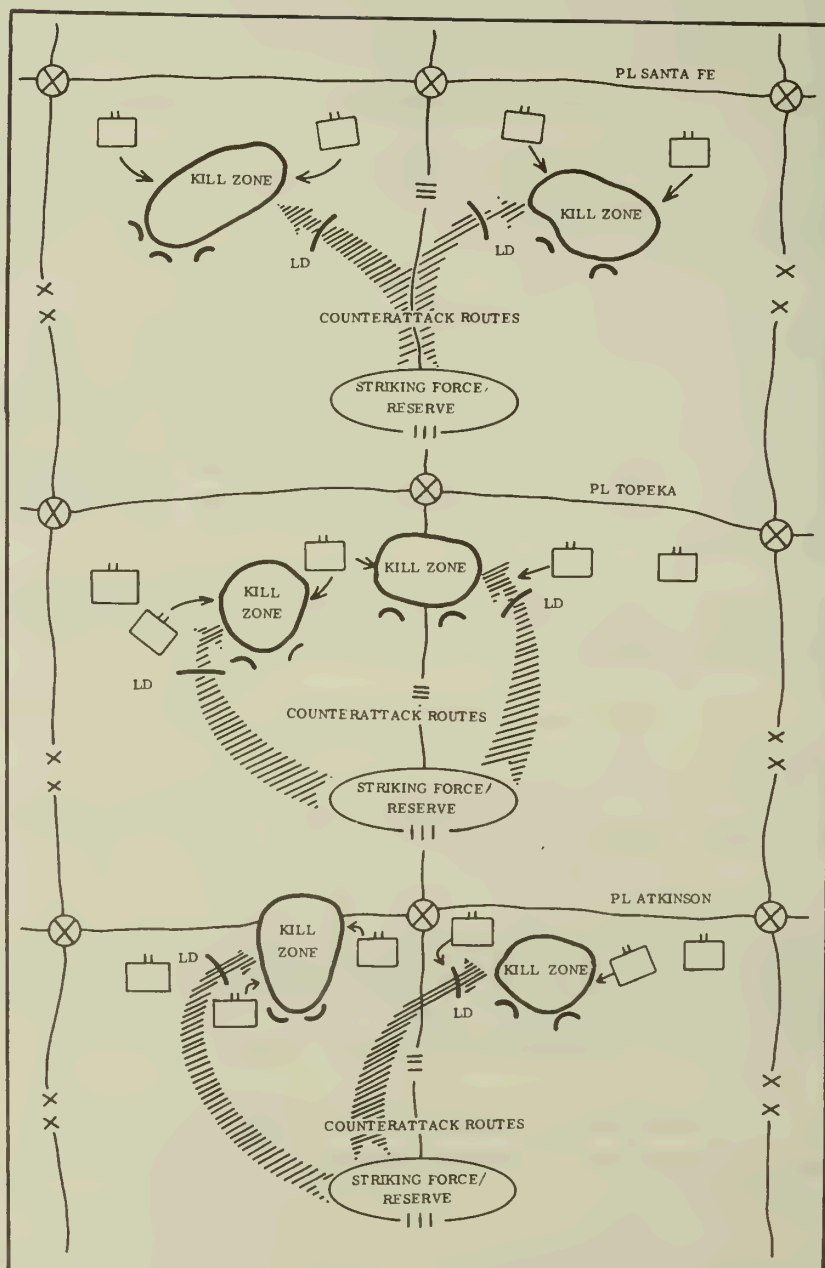 PL SANTA FE
KILL ZONE
KILL ZONE
LD
LD
COUNTERATTACK ROUTES
STRIKING FORCE/
RESERVE
PL TOPEKA
KILL ZONE
KILL
ZONE
LD
LD
COUNTERATTACK ROUTES
STRIKING FORCE/
RESERVE
PL ATKINSON
KILL
ZONE
LD
KILL ZONE
LD
COUNTERATTACK ROUTES
STRIKING FORCE/
RESERVE